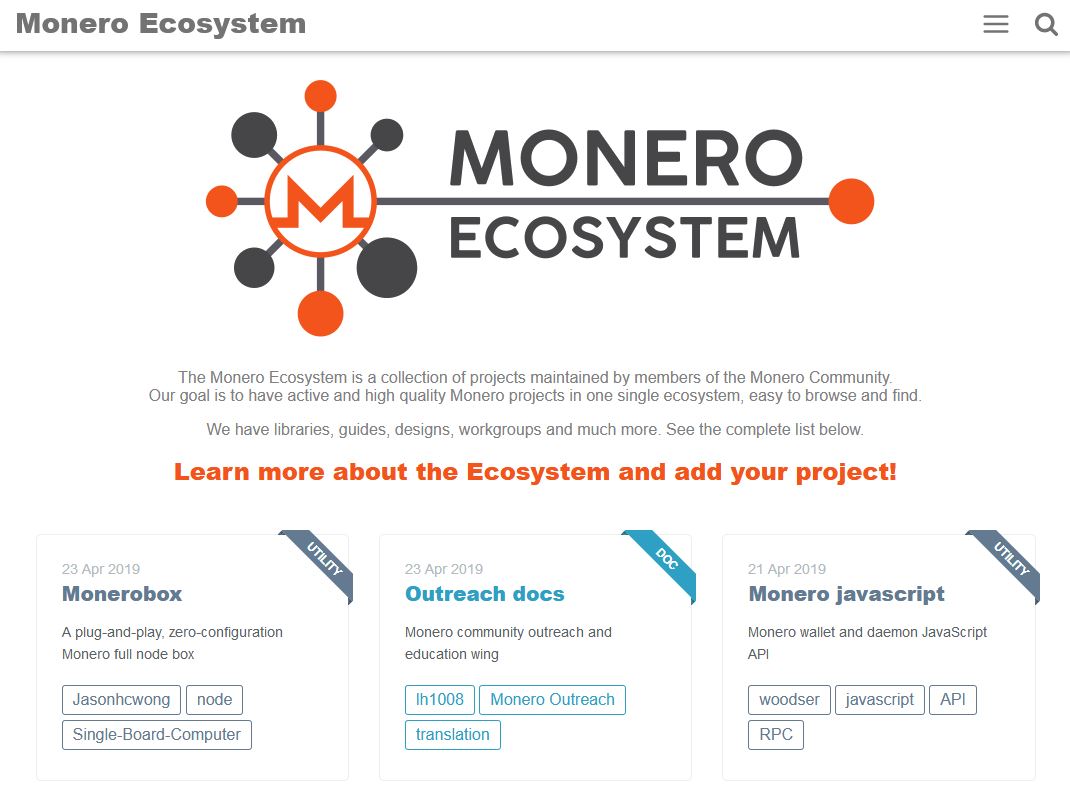 Monero Ecosystem
MONERO
ECOSYSTEM
The Monero Ecosystem is a collection of projects maintained by members of the Monero Community.
Our goal is to have active and high quality Monero projects in one single ecosystem, easy to browse and find.
We have libraries, guides, designs, workgroups and much more. See the complete list below.
Learn more about the Ecosystem and add your project!
UTILITY
23 Apr 2019
Monerobox
A plug-and-play, zero-configuration
Monero full node box
Jasonhcwong node
Single-Board-Computer
DOC
23 Apr 2019
Outreach docs
Monero community outreach and
education wing
lh1008 Monero Outreach
translation
UTILITY
21 Apr 2019
Monero javascript
Monero wallet and daemon JavaScript
API
woodser javascript API
RPC